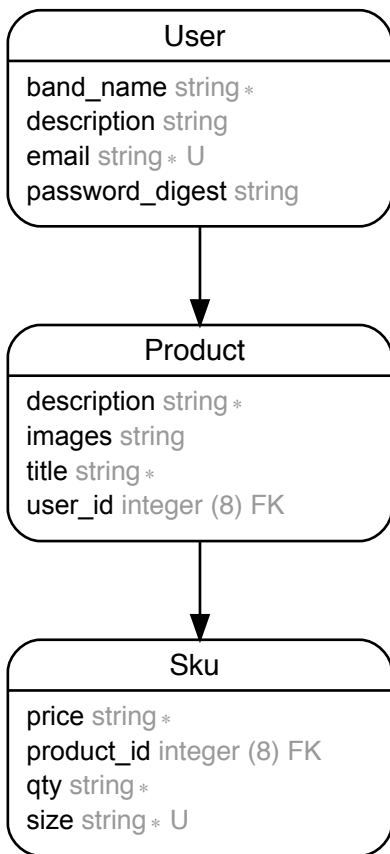 User
band_name string *
description string
email string * U
password_digest string
Product
description string *
images string
title string *
user_id integer (8) FK
Sku
price string *
product_id integer (8) FK
qty string *
size string * U